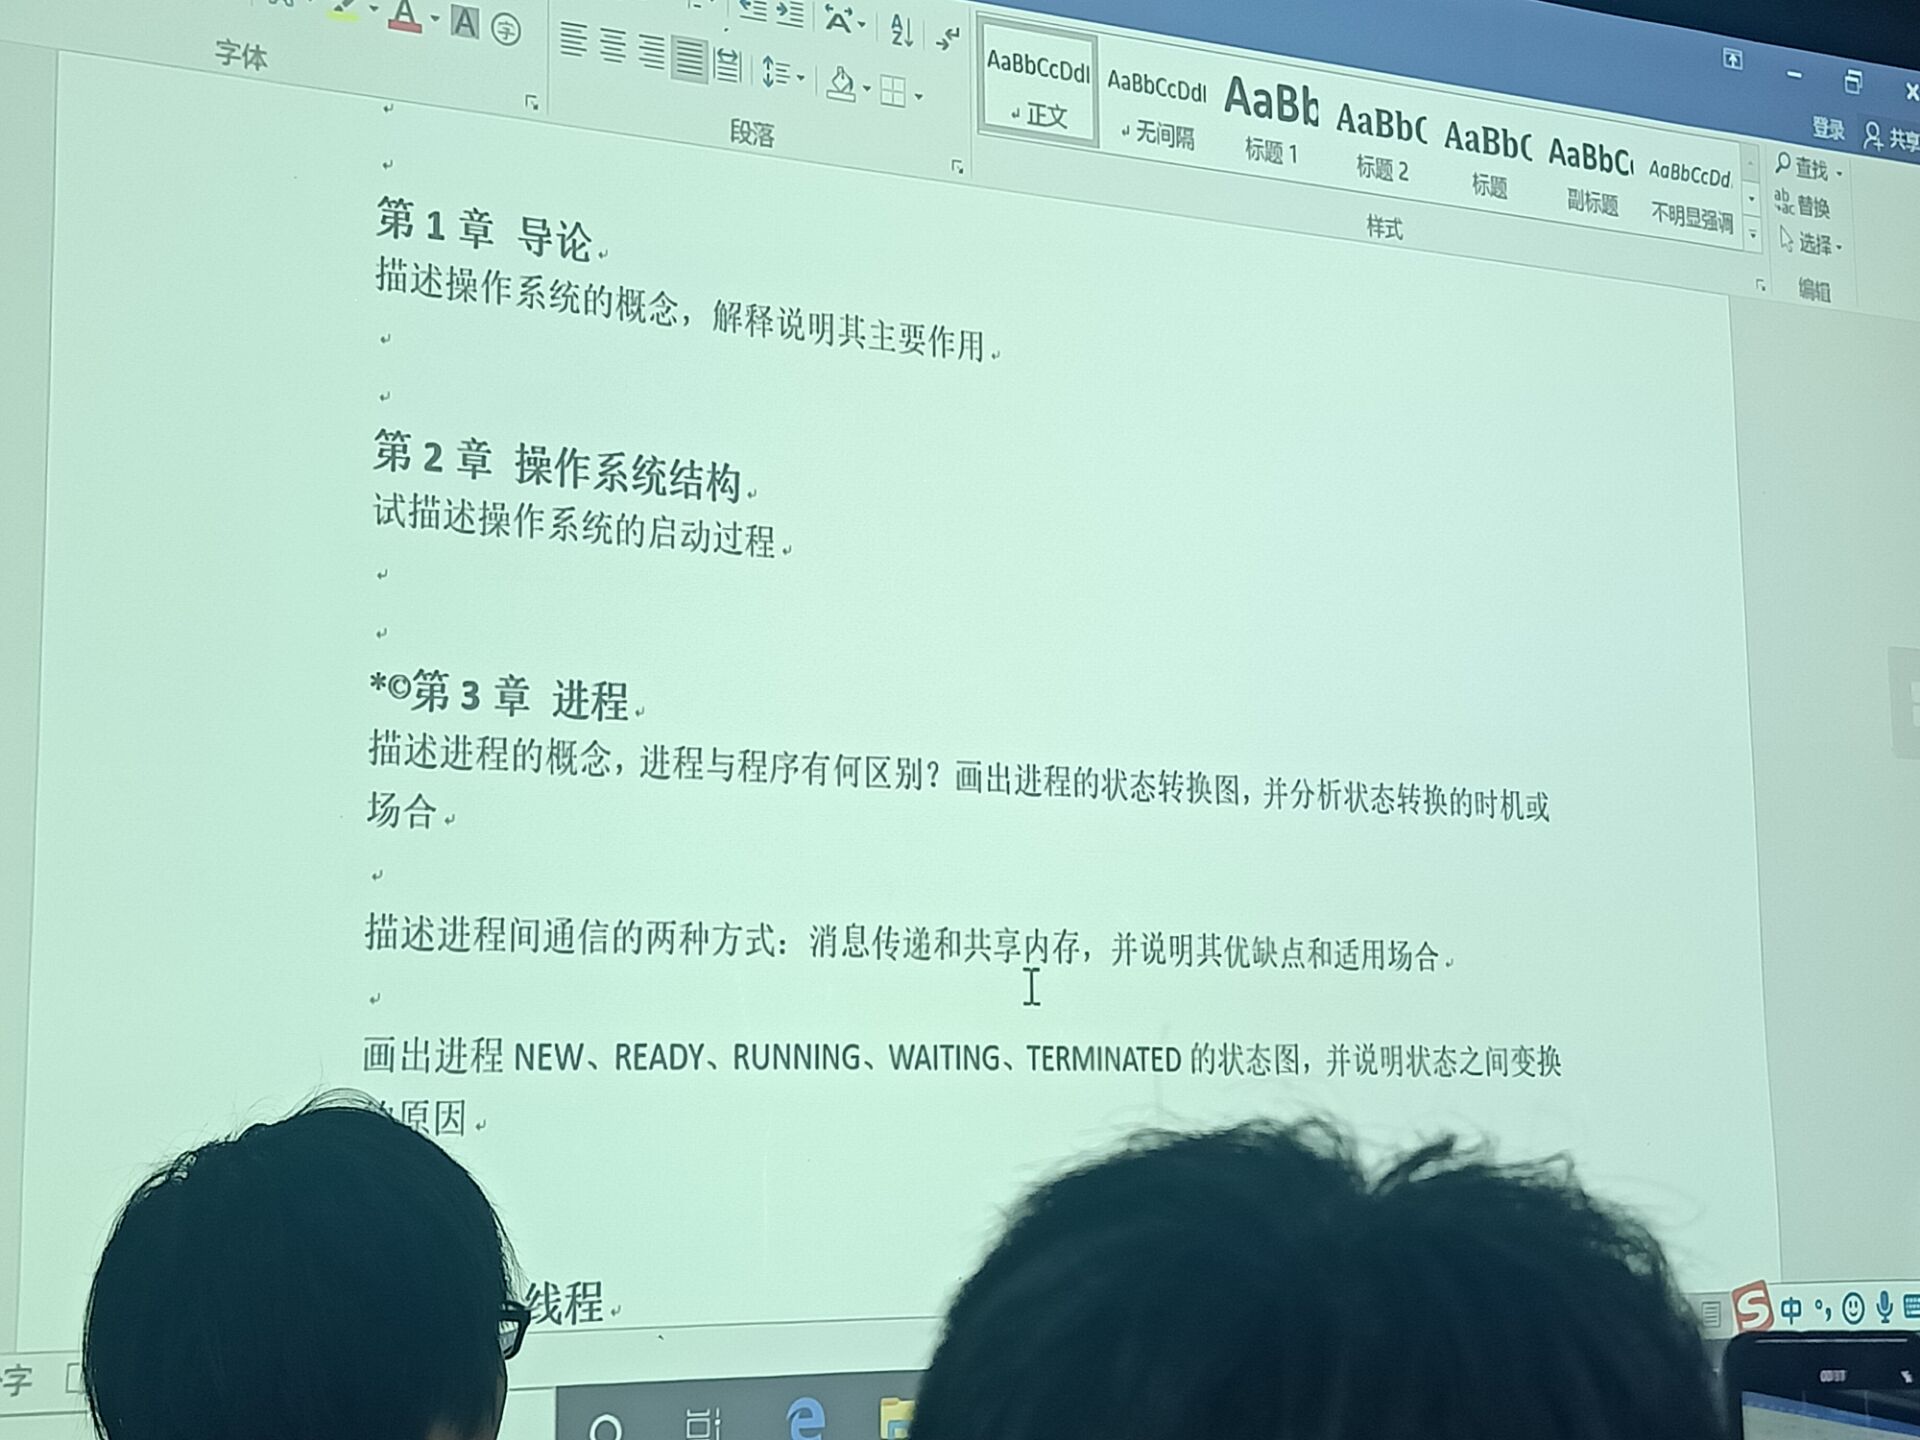 字体
段落
AaBbCcDdI
正文
AaBbCcDdI
无间隔
AaBb
标题 1
AaBbC
标题 2
AaBbC
标题
AaBbC
副标题
AaBbCcDd
不明显强调
样式
登录
共享
查找
替换
选择
编辑
第 1 章 导论
描述操作系统的概念，解释说明其主要作用
第 2 章 操作系统结构
试描述操作系统的启动过程
*©第 3 章 进程
描述进程的概念，进程与程序有何区别？画出进程的状态转换图，并分析状态转换的时机或
场合
描述进程间通信的两种方式：消息传递和共享内存，并说明其优缺点和适用场合
画出进程 NEW、READY、RUNNING、WAITING、TERMINATED 的状态图，并说明状态之间变换
原因
线程
字
中